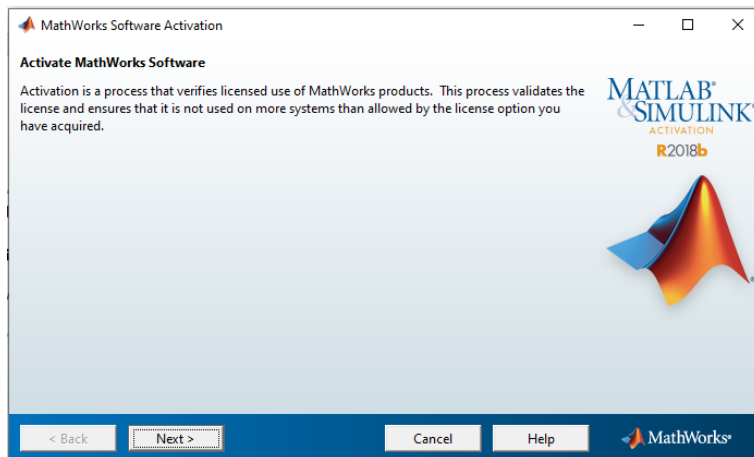 MathWorks Software Activation
Activate MathWorks Software
Activation is a process that verifies licensed use of MathWorks products. This process validates the
license and ensures that it is not used on more systems than allowed by the license option you
have acquired.
MATLAB®
&SIMULINK®
ACTIVATION
R2018b
< Back
Next >
Cancel
Help
MathWorks®